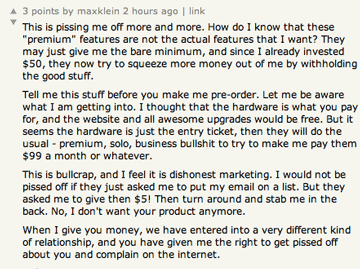 3 points by maxklein 2 hours ago | link
This is pissing me off more and more. How do I know that these
"premium" features are not the actual features that I want? They
may just give me the bare minimum, and since I already invested
$50, they now try to squeeze more money out of me by withholding
the good stuff.
Tell me this stuff before you make me pre-order. Let me be aware
what I am getting into. I thought that the hardware is what you pay
for, and the website and all awesome upgrades would be free. But it
seems the hardware is just the entry ticket, then they will do the
usual - premium, solo, business bullshit to try to make me pay them
$99 a month or whatever.
This is bullcrap, and I feel it is dishonest marketing. I would not be
pissed off if they just asked me to put my email on a list. But they
asked me to give then $5! Then turn around and stab me in the
back. No, I don't want your product anymore.
When I give you money, we have entered into a very different kind
of relationship, and you have given me the right to get pissed off
about you and complain on the internet.